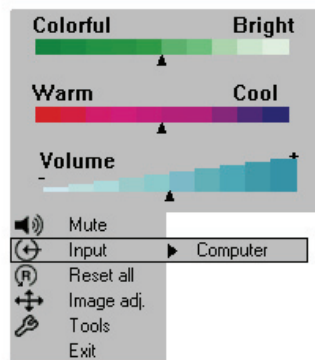 Colorful Bright
Warm Cool
Volume
- +
Mute
Input Computer
R Reset all
Image adj.
Tools
Exit